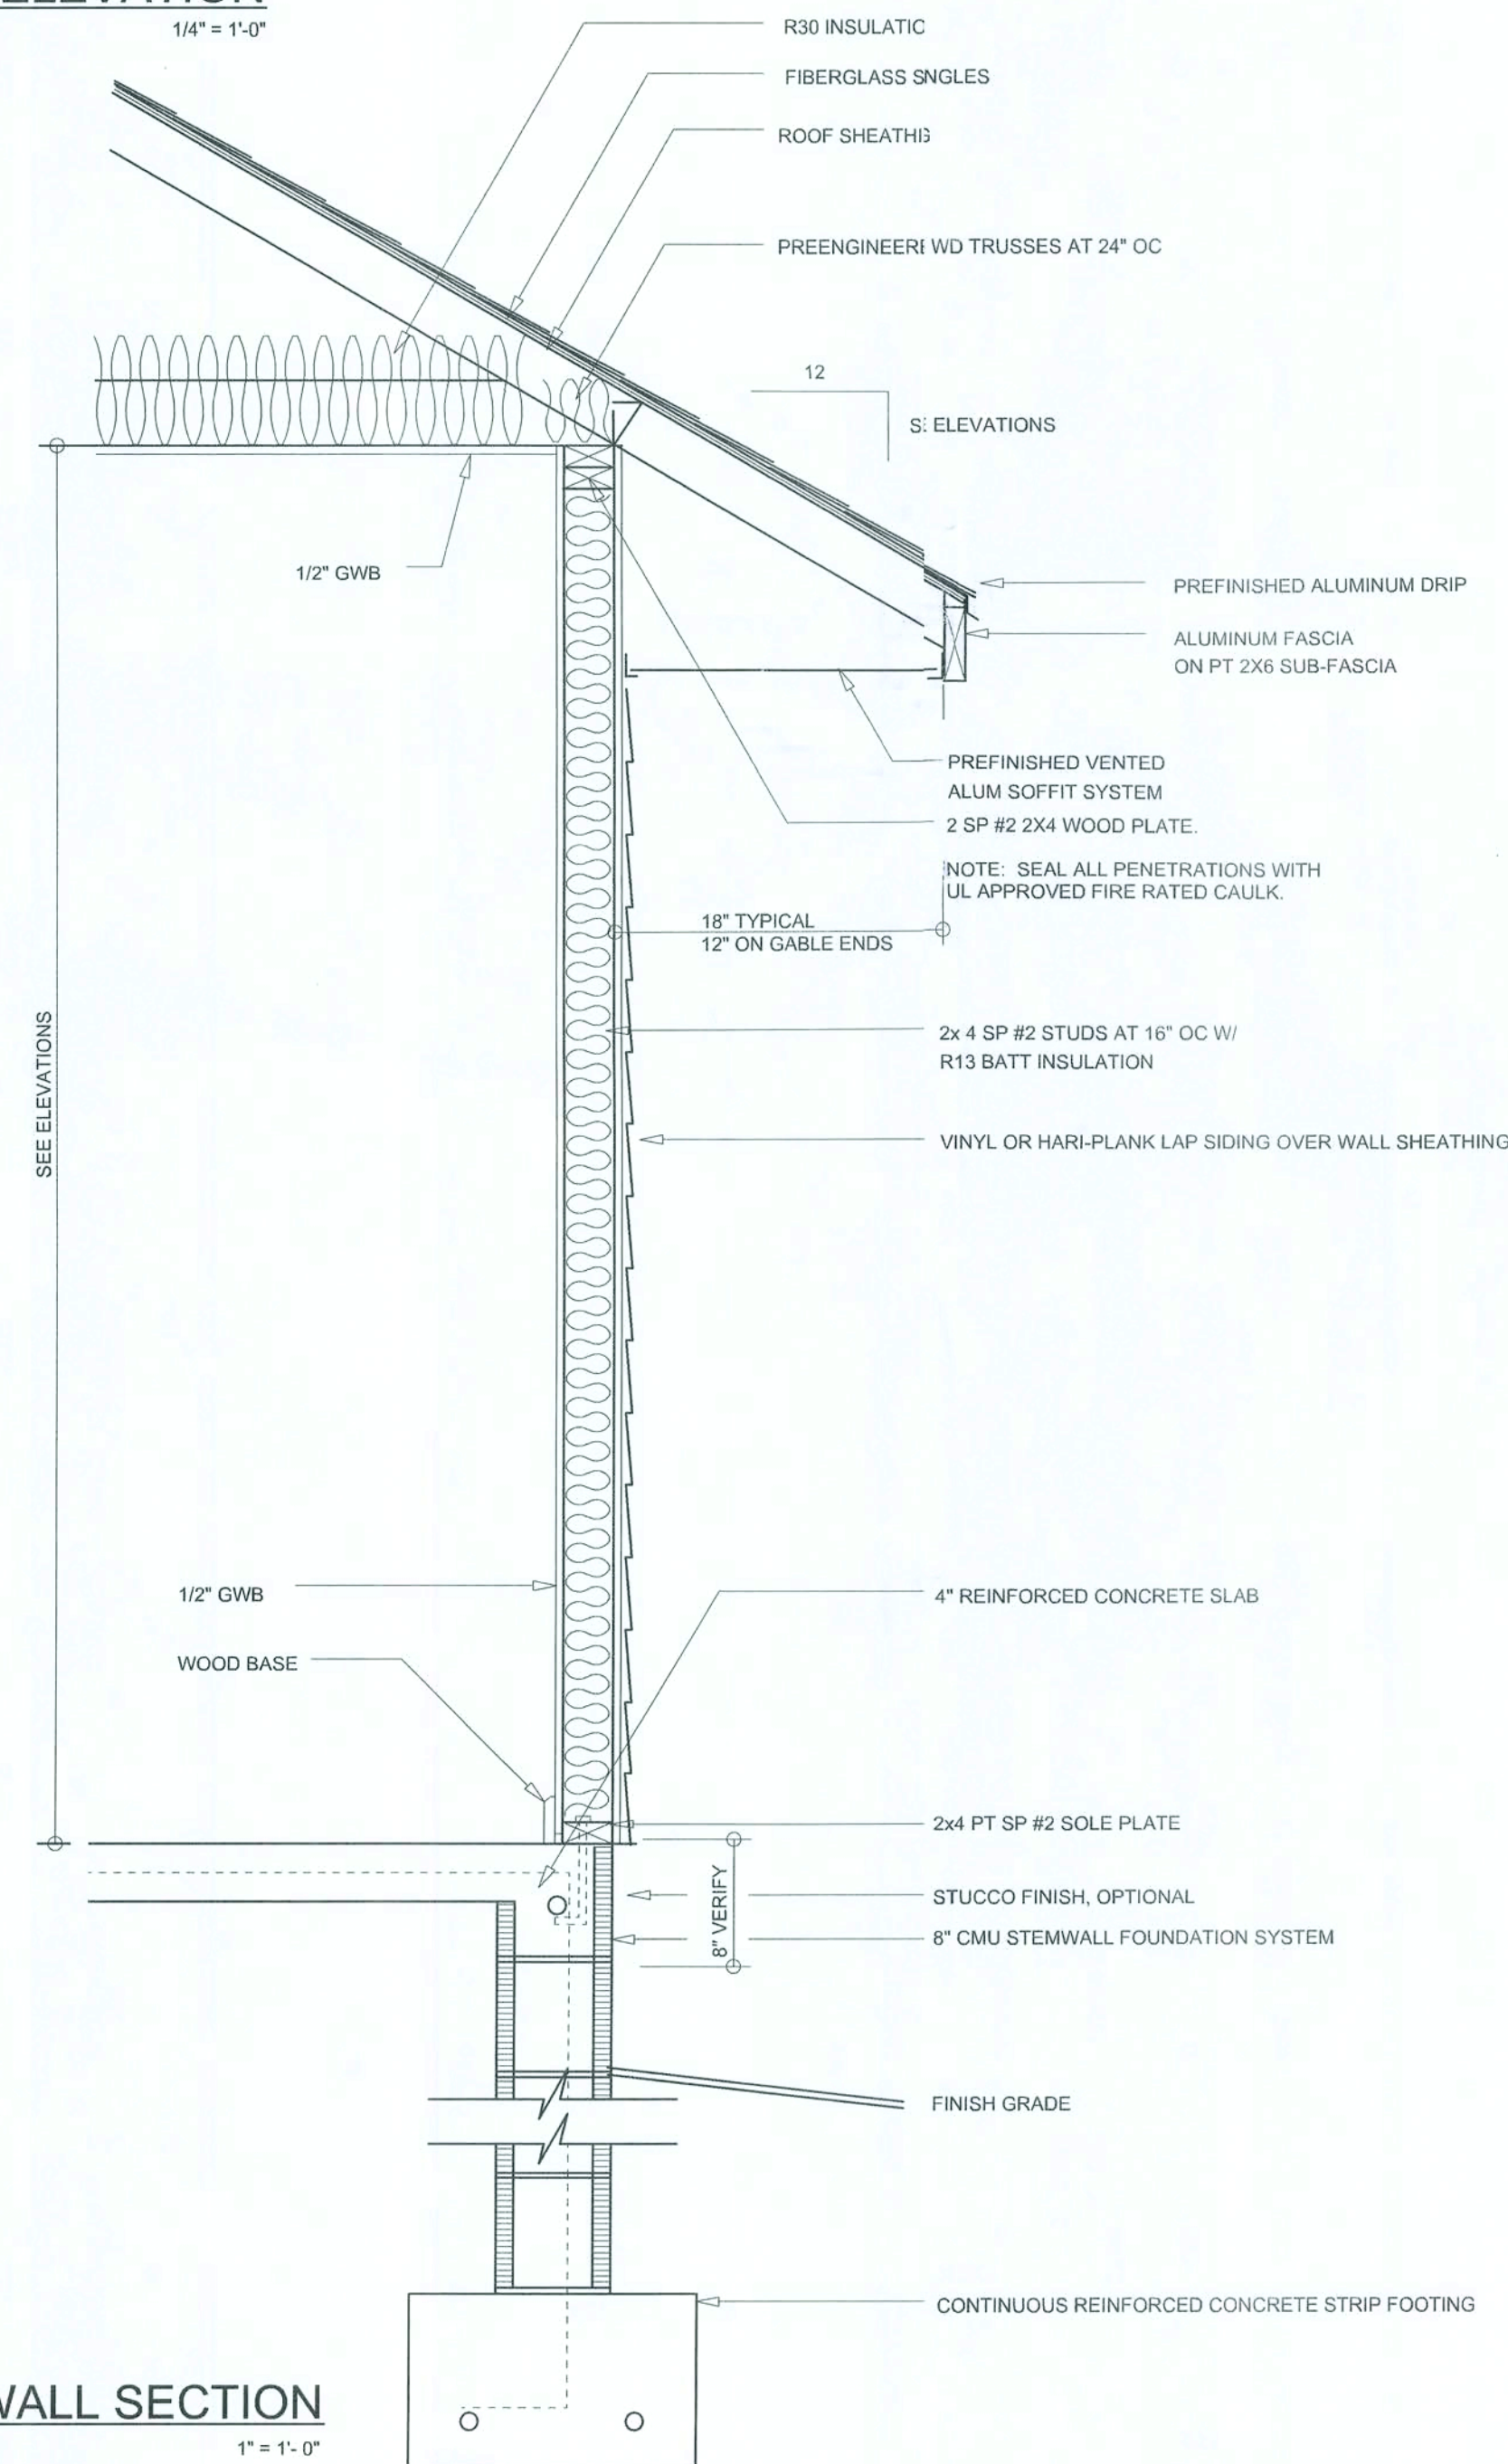 ELEVATION
1/4" = 1'-0"
R30 INSULATIC
FIBERGLASS SNGLES
ROOF SHEATHI3
PREENGINEERI WD TRUSSES AT 24" OC
12
S: ELEVATIONS
1/2" GWB
PREFINISHED ALUMINUM DRIP
ALUMINUM FASCIA
ON PT 2X6 SUB-FASCIA
PREFINISHED VENTED
ALUM SOFFIT SYSTEM
2 SP #2 2X4 WOOD PLATE.
NOTE: SEAL ALL PENETRATIONS WITH
UL APPROVED FIRE RATED CAULK.
18" TYPICAL
12" ON GABLE ENDS
SEE ELEVATIONS
2x 4 SP #2 STUDS AT 16" OC W/
R13 BATT INSULATION
VINYL OR HARI-PLANK LAP SIDING OVER WALL SHEATHING
1/2" GWB
4" REINFORCED CONCRETE SLAB
WOOD BASE
2x4 PT SP #2 SOLE PLATE
8" VERIFY
STUCCO FINISH, OPTIONAL
8" CMU STEMWALL FOUNDATION SYSTEM
FINISH GRADE
CONTINUOUS REINFORCED CONCRETE STRIP FOOTING
WALL SECTION
1" = 1'- 0"